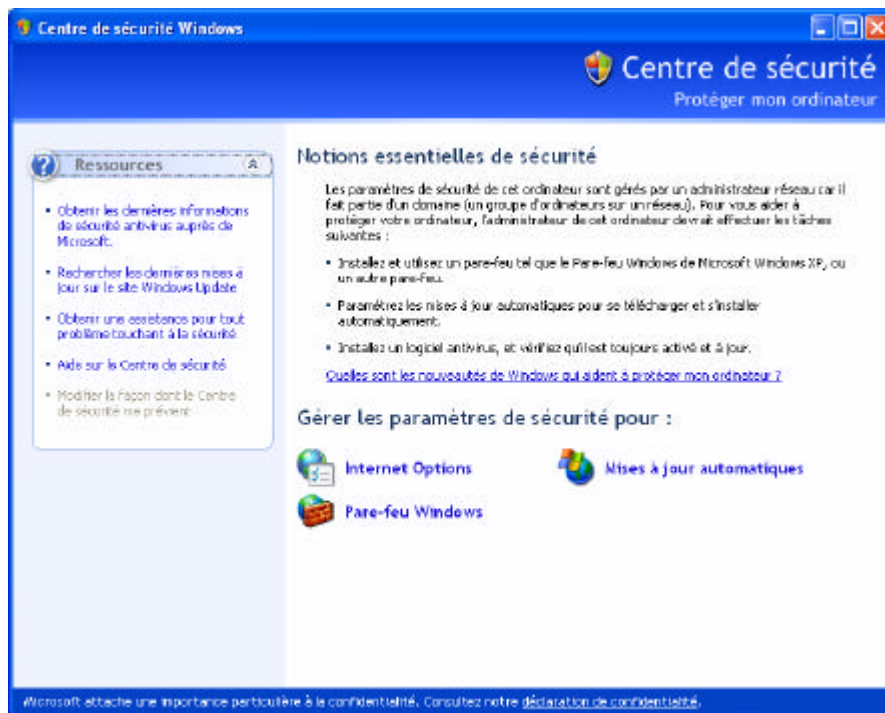 Centre de sécurité Windows
Centre de sécurité
Protéger mon ordinateur
Ressources
• Obtenir les dernières informations
de sécurité antivirus auprès de
Microsoft.
• Rechercher les dernières mises à
jour sur le site Windows Update
• Obtenir une assistance pour tout
problème touchant à la sécurité
• Aide sur le Centre de sécurité
• Modifier la façon dont le Centre
de sécurité me prévient
Notions essentielles de sécurité
Les paramètres de sécurité de cet ordinateur sont gérés par un administrateur réseau car il
fait partie d'un domaine (un groupe d'ordinateurs sur un réseau). Pour vous aider à
protéger votre ordinateur, l'administrateur de cet ordinateur devrait effectuer les tâches
suivantes :
• Installez et utilisez un pare-feu tel que le Pare-feu Windows de Microsoft Windows XP, ou
un autre pare-feu.
• Paramétrez les mises à jour automatiques pour se télécharger et s'installer
automatiquement.
• Installez un logiciel antivirus, et vérifiez qu'il est toujours activé et à jour.
Quelles sont les nouveautés de Windows qui aident à protéger mon ordinateur ?
Gérer les paramètres de sécurité pour :
Internet Options
Mises à jour automatiques
Pare-feu Windows
Microsoft attache une importance particulière à la confidentialité. Consultez notre déclaration de confidentialité.